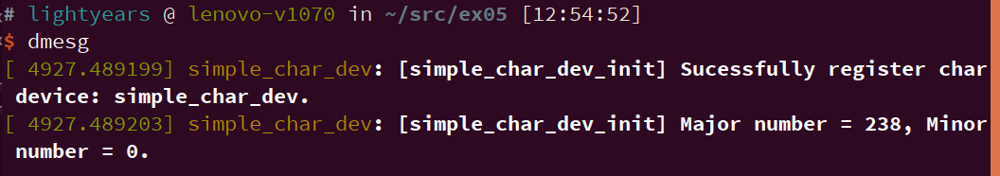 # lightyears @ lenovo-v1070 in ~/src/ex05 [12:54:52]
$ dmesg
[ 4927.489199] simple_char_dev: [simple_char_dev_init] Sucessfully register char
device: simple_char_dev.
[ 4927.489203] simple_char_dev: [simple_char_dev_init] Major number = 238, Minor
number = 0.